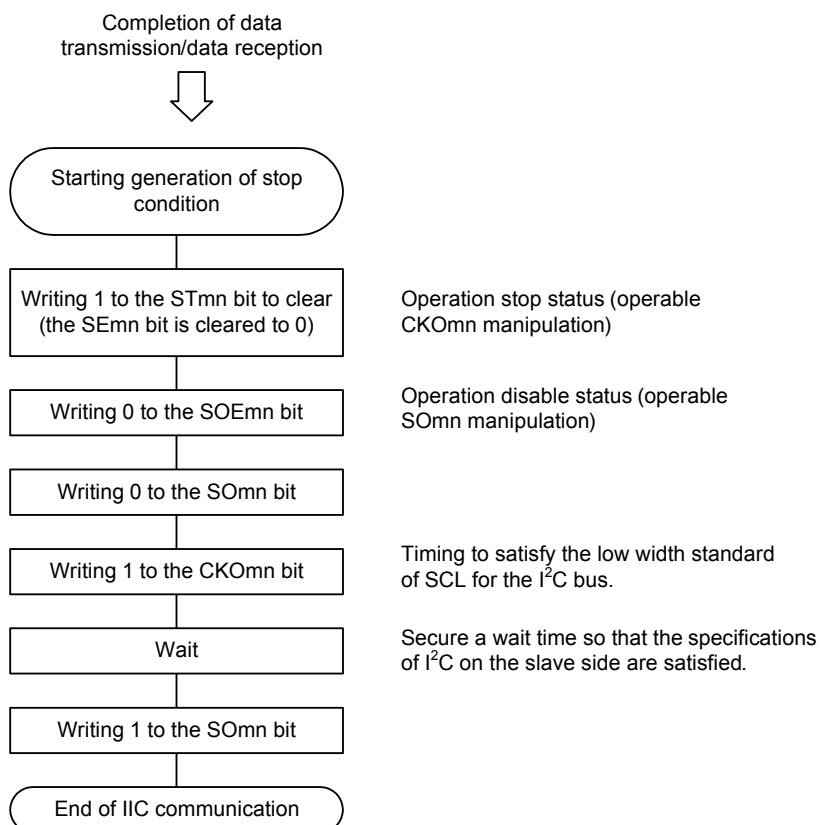 Completion of data
transmission/data reception
Starting generation of stop
condition
Writing 1 to the STmn bit to clear
(the SEmn bit is cleared to 0)
Operation stop status (operable
CKOmn manipulation)
Writing 0 to the SOEmn bit
Operation disable status (operable
SOmn manipulation)
Writing 0 to the SOmn bit
Writing 1 to the CKOmn bit
Timing to satisfy the low width standard
of SCL for the I²C bus.
Wait
Secure a wait time so that the specifications
of I²C on the slave side are satisfied.
Writing 1 to the SOmn bit
End of IIC communication